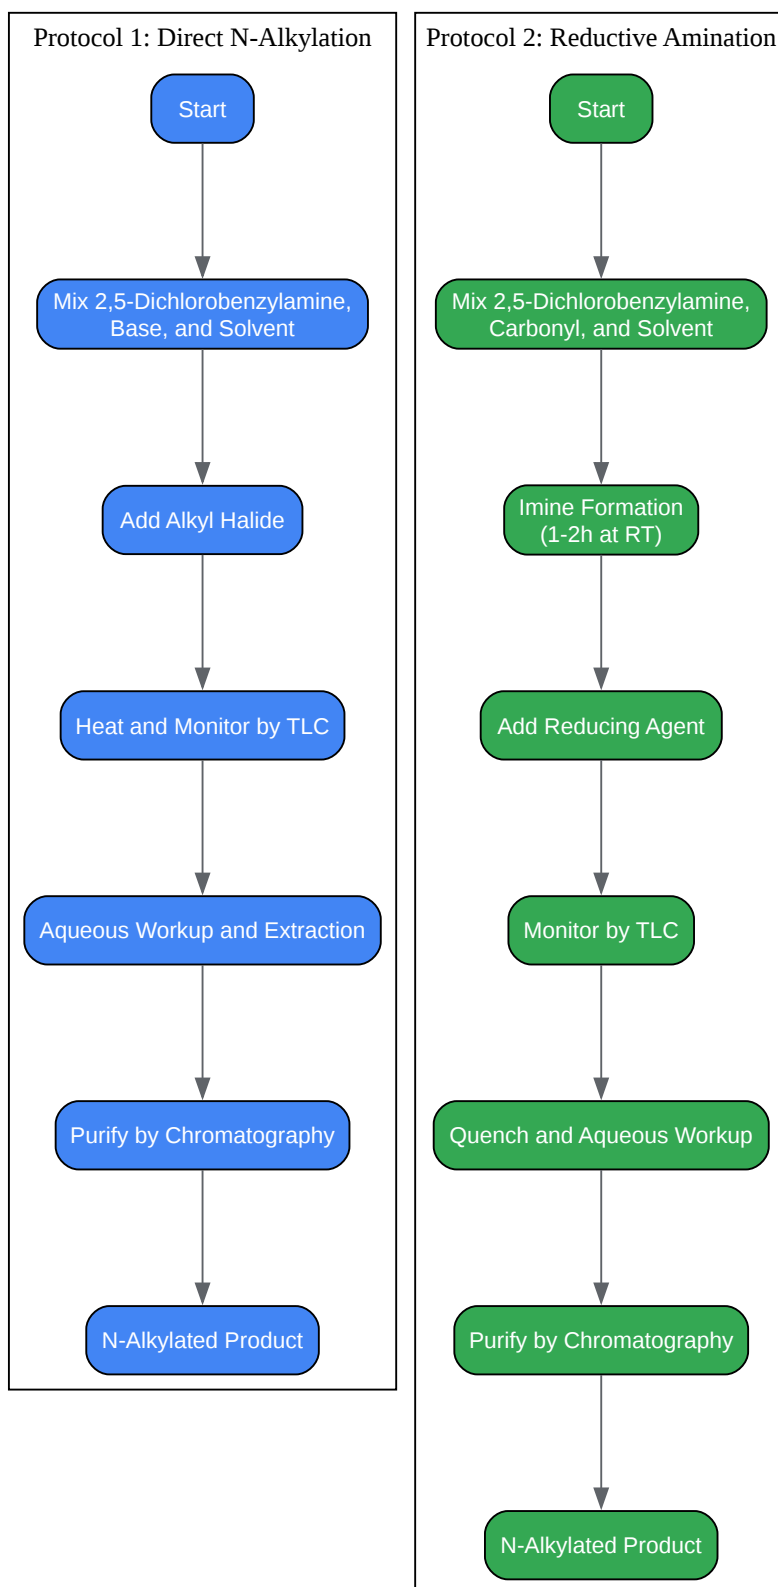 Protocol 1: Direct N-Alkylation
Start
Mix 2,5-Dichlorobenzylamine,
Base, and Solvent
Add Alkyl Halide
Heat and Monitor by TLC
Aqueous Workup and Extraction
Purify by Chromatography
N-Alkylated Product
Protocol 2: Reductive Amination
Start
Mix 2,5-Dichlorobenzylamine,
Carbonyl, and Solvent
Imine Formation
(1-2h at RT)
Add Reducing Agent
Monitor by TLC
Quench and Aqueous Workup
Purify by Chromatography
N-Alkylated Product